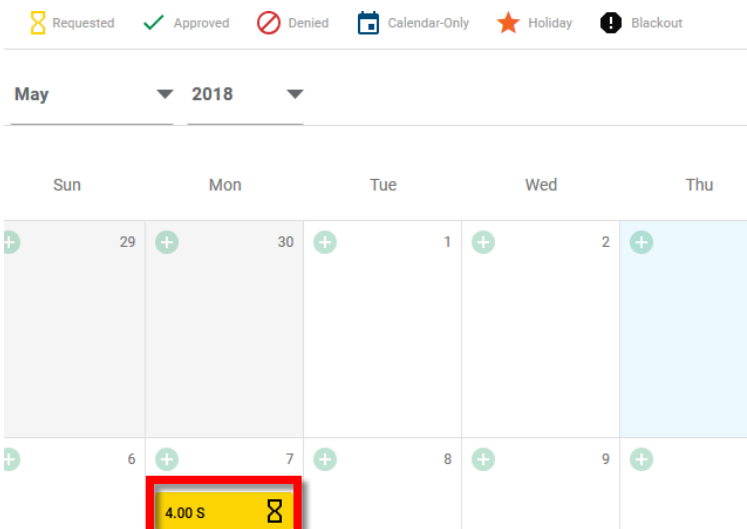 Requested Approved Denied Calendar-Only Holiday Blackout
May 2018
Sun Mon Tue Wed Thu
29 30 1 2
6 7 8 9
4.00 S